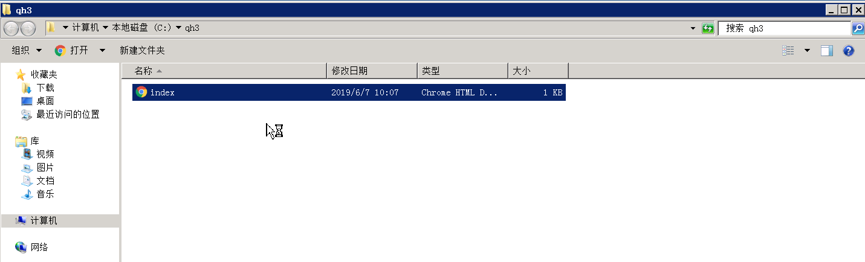 qh3
计算机 本地磁盘 (C:) qh3
搜索 qh3
组织 打开 新建文件夹
名称 修改日期 类型 大小
index 2019/6/7 10:07 Chrome HTML D... 1 KB
收藏夹
下载
桌面
最近访问的位置
库
视频
图片
文档
音乐
计算机
网络